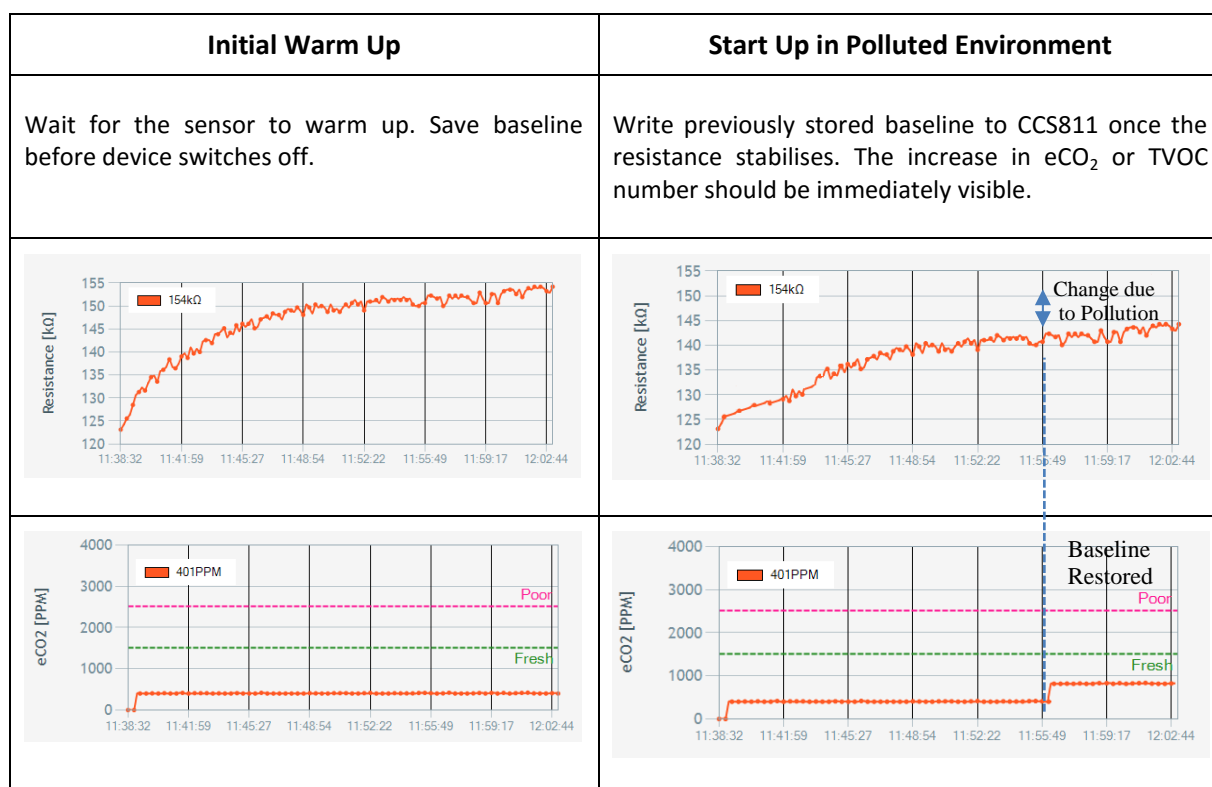 Initial Warm Up
Start Up in Polluted Environment
Wait for the sensor to warm up. Save baseline
before device switches off.
Write previously stored baseline to CCS811 once the
resistance stabilises. The increase in eCO₂ or TVOC
number should be immediately visible.
Resistance [kΩ]
155
150
145
140
135
130
125
120
154kΩ
11:38:32 11:41:59 11:45:27 11:48:54 11:52:22 11:55:49 11:59:17 12:02:44
Resistance [kΩ]
155
150
145
140
135
130
125
120
154kΩ
Change due
to Pollution
11:38:32 11:41:59 11:45:27 11:48:54 11:52:22 11:55:49 11:59:17 12:02:44
eCO2 [PPM]
4000
3000
2000
1000
0
401PPM
Poor
Fresh
11:38:32 11:41:59 11:45:27 11:48:54 11:52:22 11:55:49 11:59:17 12:02:44
eCO2 [PPM]
4000
3000
2000
1000
0
401PPM
Baseline
Restored
Poor
Fresh
11:38:32 11:41:59 11:45:27 11:48:54 11:52:22 11:55:49 11:59:17 12:02:44